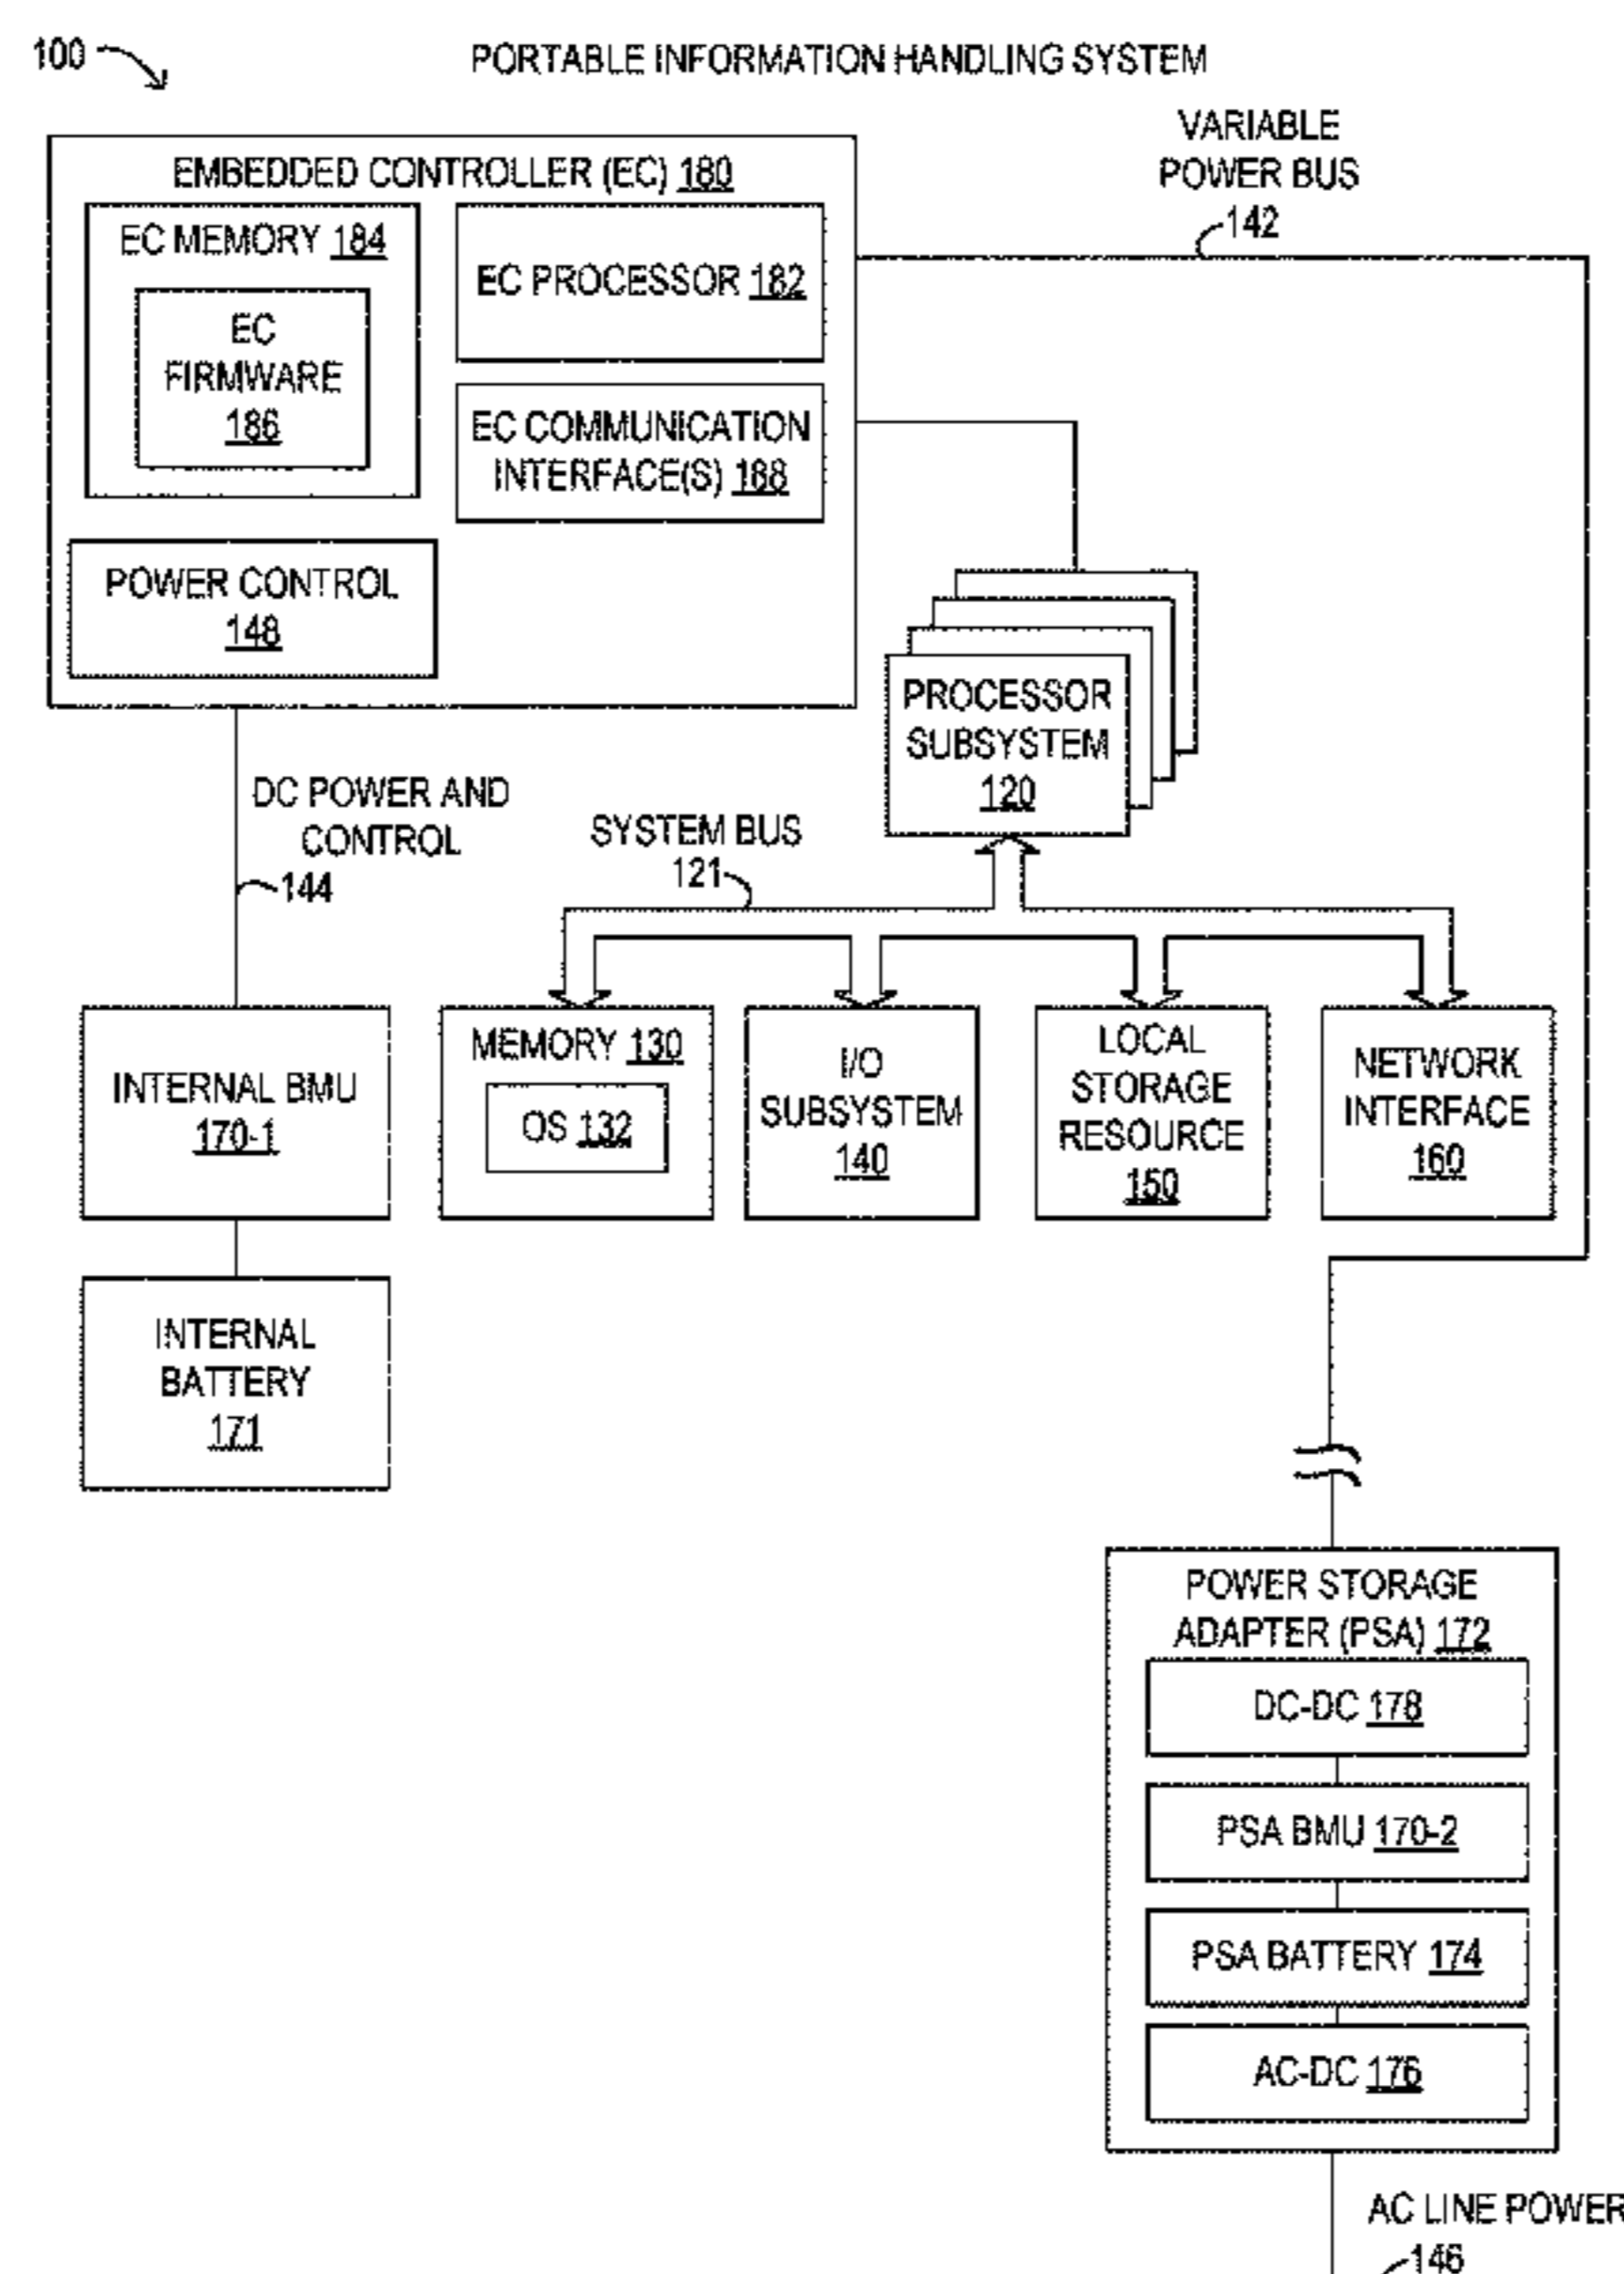 100
PORTABLE INFORMATION HANDLING SYSTEM
VARIABLE
POWER BUS
142
EMBEDDED CONTROLLER (EC) 180
EC MEMORY 184
EC
FIRMWARE
186
EC PROCESSOR 182
EC COMMUNICATION
INTERFACE(S) 188
POWER CONTROL
148
PROCESSOR
SUBSYSTEM
120
DC POWER AND
CONTROL
144
SYSTEM BUS
121
INTERNAL BMU
170-1
MEMORY 130
OS 132
I/O
SUBSYSTEM
140
LOCAL
STORAGE
RESOURCE
150
NETWORK
INTERFACE
160
INTERNAL
BATTERY
171
POWER STORAGE
ADAPTER (PSA) 172
DC-DC 178
PSA BMU 170-2
PSA BATTERY 174
AC-DC 176
AC LINE POWER
146